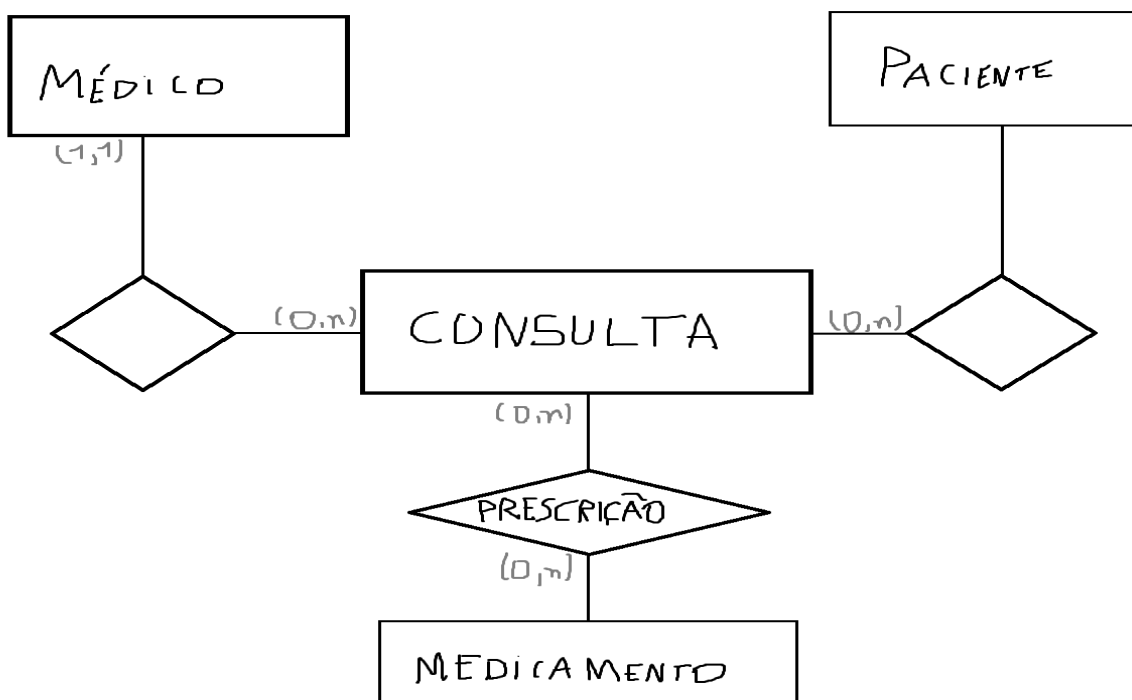 MÉDICO
PACIENTE
(1,1)
(0,n)
CONSULTA
(0,n)
(0,n)
PRESCRIÇÃO
(0,n)
MEDICAMENTO